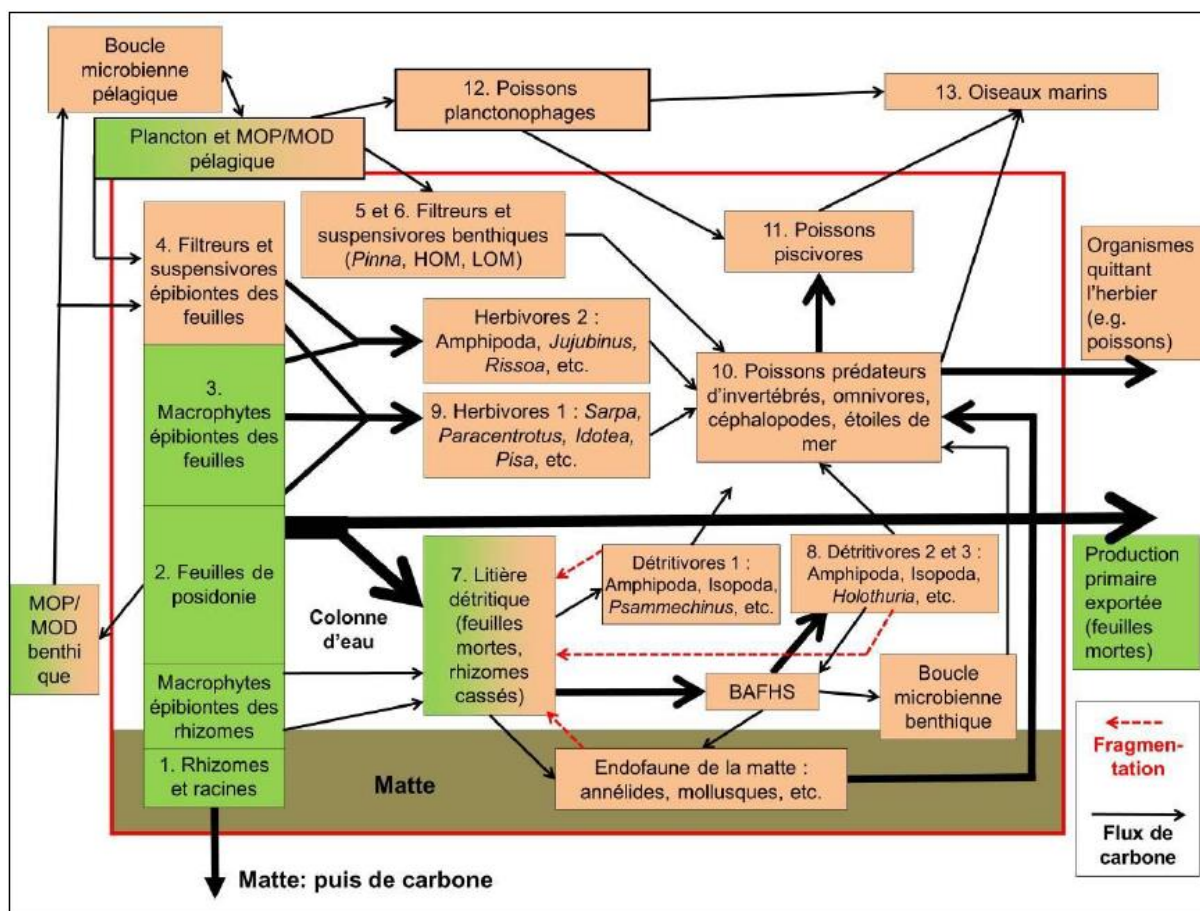 Boucle
microbienne
pélagique
12. Poissons
planctonophages
13. Oiseaux marins
Plancton et MOP/MOD
pélagique
4. Filtreurs et
suspensivores
épibiontes des
feuilles
5 et 6. Filtreurs et
suspensivores benthiques
(Pinna, HOM, LOM)
11. Poissons
piscivores
Organismes
quittant
l'herbier
(e.g.
poissons)
Herbivores 2 :
Amphipoda, Jujubinus,
Rissoa, etc.
3.
Macrophytes
épibiontes des
feuilles
9. Herbivores 1 : Sarpa,
Paracentrotus, Idotea,
Pisa, etc.
10. Poissons prédateurs
d'invertébrés, omnivores,
céphalopodes, étoiles de
mer
2. Feuilles de
posidonie
MOP/
MOD
benthi
que
Colonne
d'eau
7. Litière
détritique
(feuilles
mortes,
rhizomes
cassés)
Détritivores 1 :
Amphipoda, Isopoda,
Psammechinus, etc.
8. Détritivores 2 et 3 :
Amphipoda, Isopoda,
Holothuria, etc.
Production
primaire
exportée
(feuilles
mortes)
Macrophytes
épibiontes des
rhizomes
BAFHS
Boucle
microbienne
benthique
1. Rhizomes
et racines
Matte
Endofaune de la matte :
annélides, mollusques, etc.
Fragmen-
tation
Flux de
carbone
Matte: puis de carbone